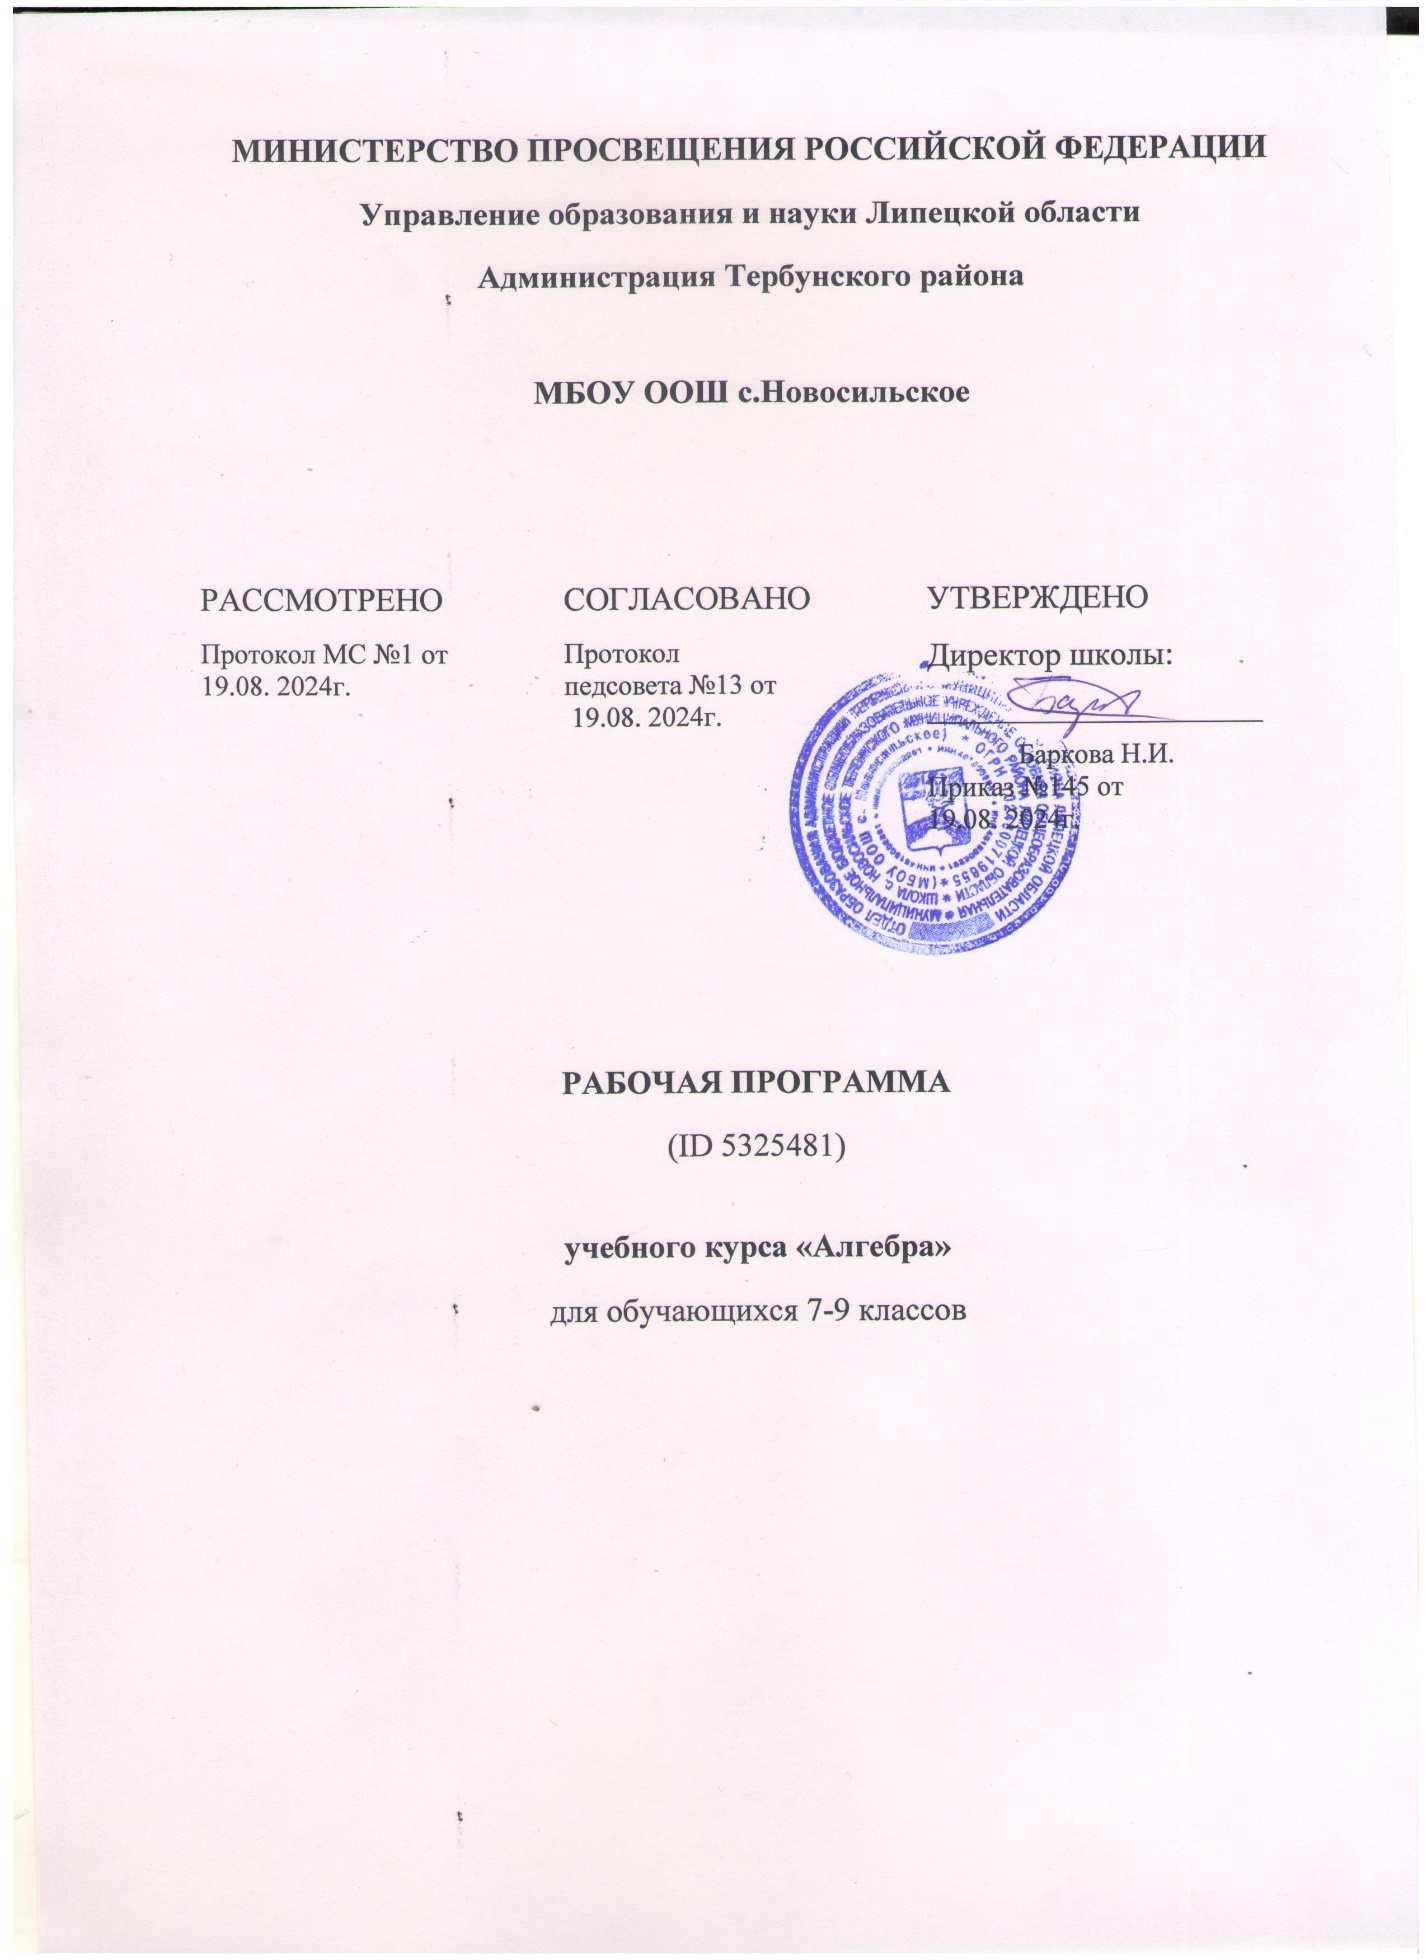 МИНИСТЕРСТВО ПРОСВЕЩЕНИЯ РОССИЙСКОЙ ФЕДЕРАЦИИ
Управление образования и науки Липецкой области
Администрация Тербунского района
МБОУ ООШ с.Новосильское
РАССМОТРЕНО
Протокол МС №1 от
19.08. 2024г.
СОГЛАСОВАНО
Протокол
педсовета №13 от
19.08. 2024г.
УТВЕРЖДЕНО
Директор школы:
Баркова Н.И.
Приказ №145 от
19.08. 2024г
РАБОЧАЯ ПРОГРАММА
(ID 5325481)
учебного курса «Алгебра»
для обучающихся 7-9 классов